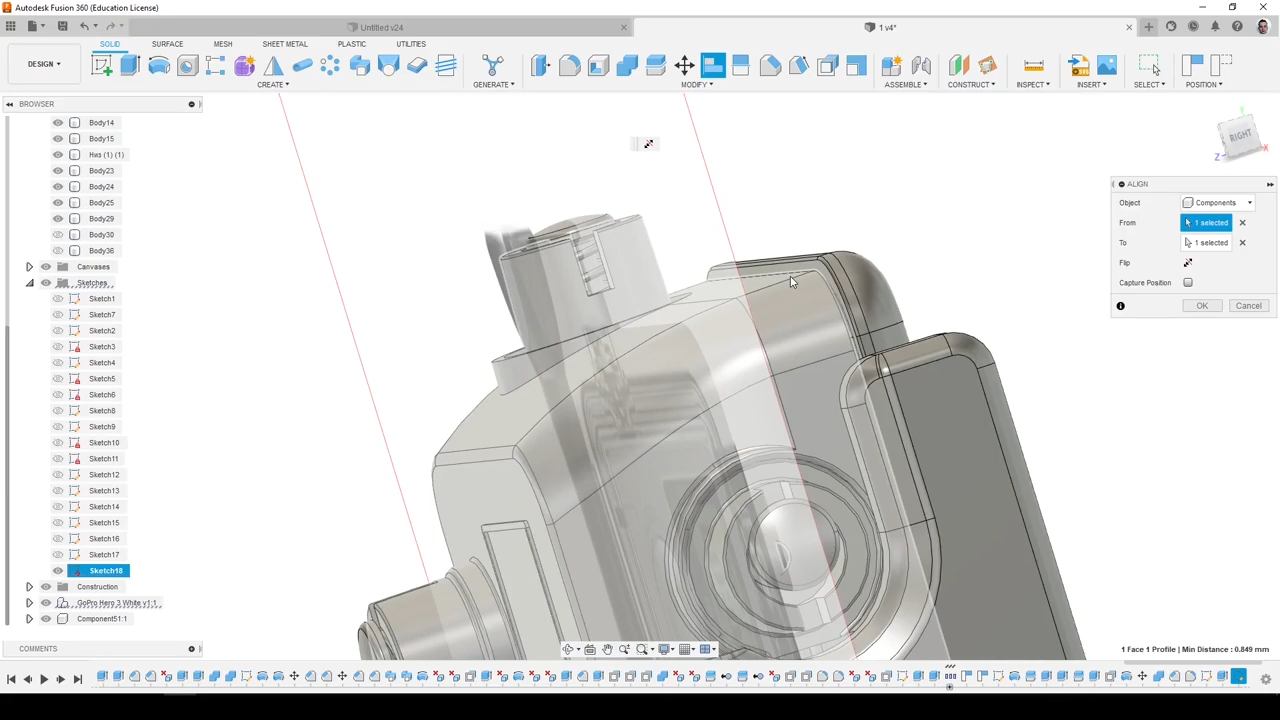 Autodesk Fusion 360 (Education License)
Untitled v24
1 v4*
SOLID SURFACE MESH SHEET METAL PLASTIC UTILITIES
DESIGN
CREATE GENERATE MODIFY ASSEMBLE CONSTRUCT INSPECT INSERT SELECT POSITION
BROWSER
Body14
Body15
Низ (1) (1)
Body23
Body24
Body25
Body29
Body30
Body36
Canvases
Sketches
Sketch1
Sketch7
Sketch2
Sketch3
Sketch4
Sketch5
Sketch6
Sketch8
Sketch9
Sketch10
Sketch11
Sketch12
Sketch13
Sketch14
Sketch15
Sketch16
Sketch17
Sketch18
Construction
GoPro Hero 3 White v1:1
Component51:1
COMMENTS
RIGHT
Y
X
Z
ALIGN
Object Components
From 1 selected
To 1 selected
Flip
Capture Position
OK Cancel
1 Face 1 Profile | Min Distance : 0.849 mm